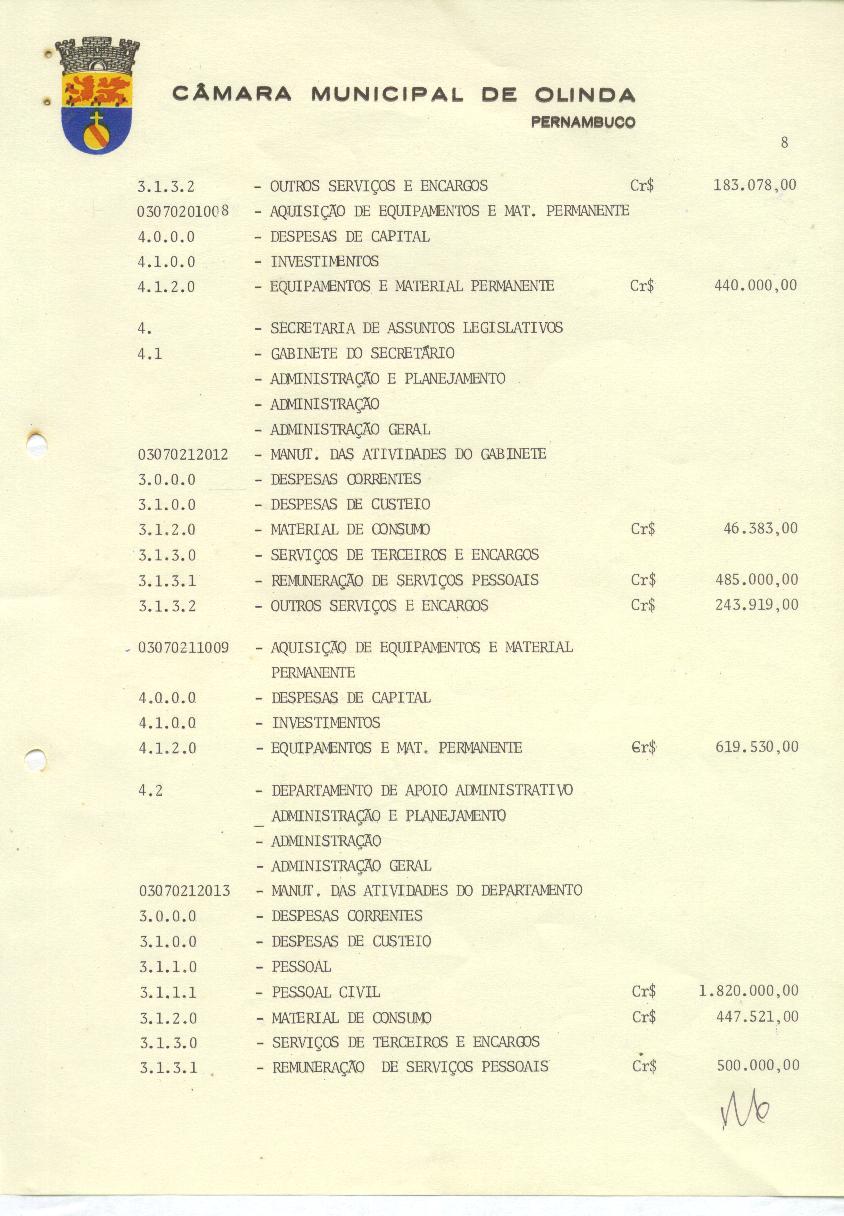 CÂMARA MUNICIPAL DE OLINDA
PERNAMBUCO
8
3.1.3.2 - OUTROS SERVIÇOS E ENCARGOS Cr$ 183.078,00
03070201008 - AQUISIÇÃO DE EQUIPAMENTOS E MAT. PERMANENTE
4.0.0.0 - DESPESAS DE CAPITAL
4.1.0.0 - INVESTIMENTOS
4.1.2.0 - EQUIPAMENTOS E MATERIAL PERMANENTE Cr$ 440.000,00
4. - SECRETARIA DE ASSUNTOS LEGISLATIVOS
4.1 - GABINETE DO SECRETÁRIO
- ADMINISTRAÇÃO E PLANEJAMENTO
- ADMINISTRAÇÃO
- ADMINISTRAÇÃO GERAL
03070212012 - MANUT. DAS ATIVIDADES DO GABINETE
3.0.0.0 - DESPESAS CORRENTES
3.1.0.0 - DESPESAS DE CUSTEIO
3.1.2.0 - MATERIAL DE CONSUMO Cr$ 46.383,00
3.1.3.0 - SERVIÇOS DE TERCEIROS E ENCARGOS
3.1.3.1 - REMUNERAÇÃO DE SERVIÇOS PESSOAIS Cr$ 485.000,00
3.1.3.2 - OUTROS SERVIÇOS E ENCARGOS Cr$ 243.919,00
03070211009 - AQUISIÇÃO DE EQUIPAMENTOS E MATERIAL
PERMANENTE
4.0.0.0 - DESPESAS DE CAPITAL
4.1.0.0 - INVESTIMENTOS
4.1.2.0 - EQUIPAMENTOS E MAT. PERMANENTE Cr$ 619.530,00
4.2 - DEPARTAMENTO DE APOIO ADMINISTRATIVO
_ ADMINISTRAÇÃO E PLANEJAMENTO
- ADMINISTRAÇÃO
- ADMINISTRAÇÃO GERAL
03070212013 - MANUT. DAS ATIVIDADES DO DEPARTAMENTO
3.0.0.0 - DESPESAS CORRENTES
3.1.0.0 - DESPESAS DE CUSTEIO
3.1.1.0 - PESSOAL
3.1.1.1 - PESSOAL CIVIL Cr$ 1.820.000,00
3.1.2.0 - MATERIAL DE CONSUMO Cr$ 447.521,00
3.1.3.0 - SERVIÇOS DE TERCEIROS E ENCARGOS
3.1.3.1 - REMUNERAÇÃO DE SERVIÇOS PESSOAIS Cr$ 500.000,00